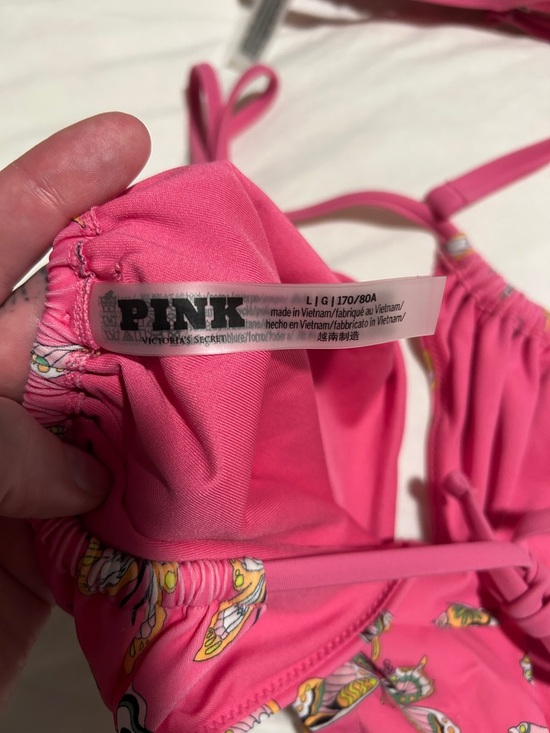 PINK
VICTORIA'S SECRET
L | G | 170/80A
made in Vietnam/fabriqué au Vietnam/
hecho en Vietnam/fabbricato in Vietnam/
越南制造